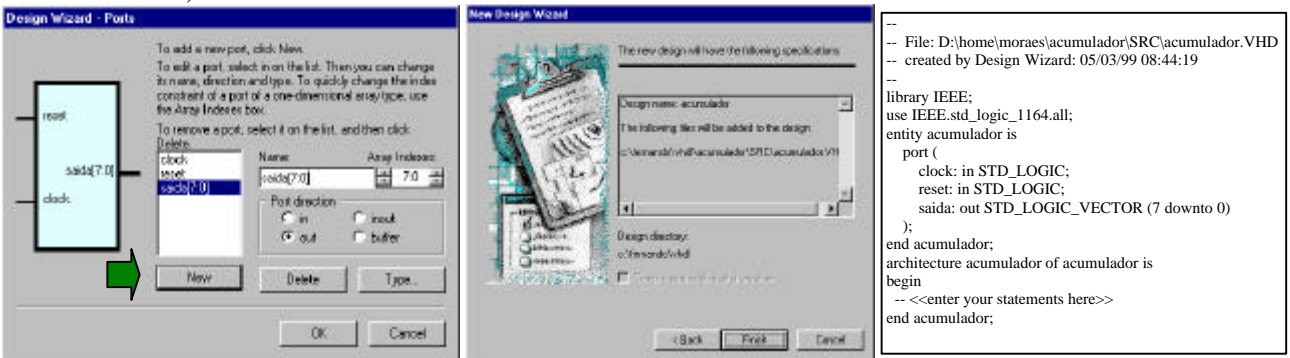 Design Wizard - Ports
To add a new port, click New.
To edit a port, select in on the list. Then you can change
its name, direction and type. To quickly change the index
constraint of a port of a one-dimensional array type, use
the Array Indexes box.
To remove a port, select it on the list, and then click
Delete.
reset
saida[7:0]
clock
clock
reset
saida[7:0]
Name:
Array Indexes:
saida[7:0]
7:0
Port direction
in
inout
out
buffer
New
Delete
Type...
OK
Cancel
New Design Wizard
The new design will have the following specifications
Design name: acumulador
The following files will be added to the design
c:\fernando\vhdl\acumulador\SRC\acumulador.VH
Design directory:
c:\fernando\vhdl
< Back
Finish
Cancel
--
-- File: D:\home\moraes\acumulador\SRC\acumulador.VHD
-- created by Design Wizard: 05/03/99 08:44:19
--
library IEEE;
use IEEE.std_logic_1164.all;
entity acumulador is
port (
clock: in STD_LOGIC;
reset: in STD_LOGIC;
saida: out STD_LOGIC_VECTOR (7 downto 0)
);
end acumulador;
architecture acumulador of acumulador is
begin
-- <<enter your statements here>>
end acumulador;